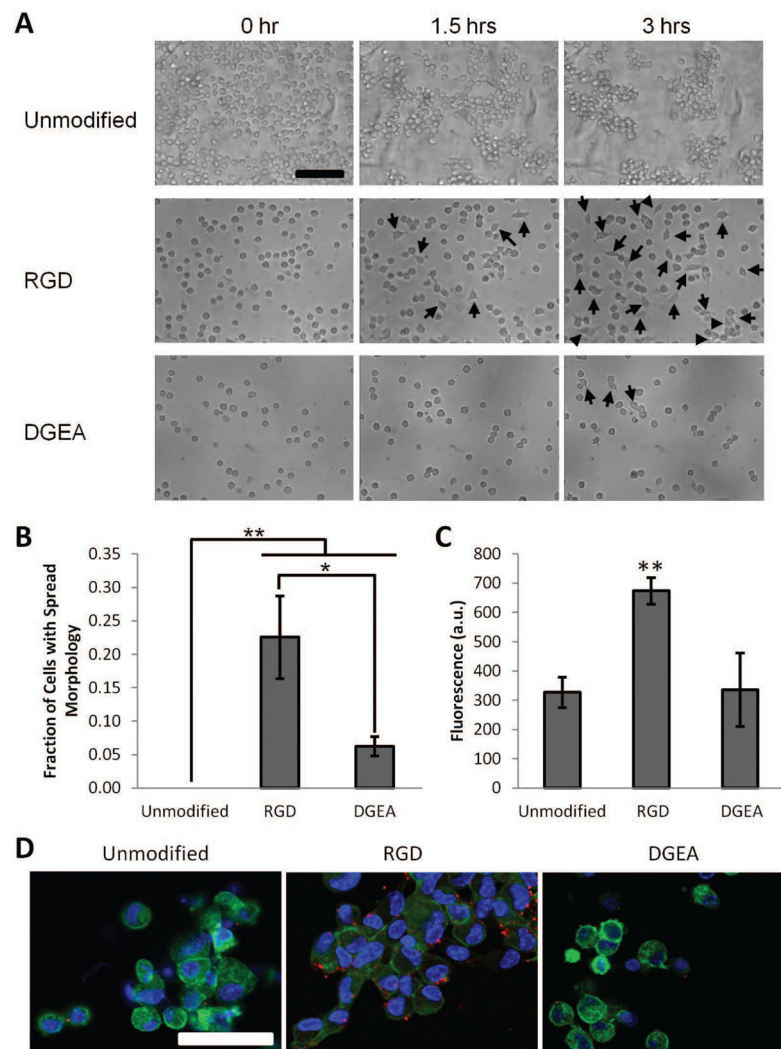 A
0 hr 1.5 hrs 3 hrs
Unmodified
RGD
DGEA
B
**
*
0.35
0.30
0.25
0.20
0.15
0.10
0.05
0.00
Fraction of Cells with Spread
Morphology
Unmodified RGD DGEA
C
**
800
700
600
500
400
300
200
100
0
Fluorescence (a.u.)
Unmodified RGD DGEA
D
Unmodified RGD DGEA